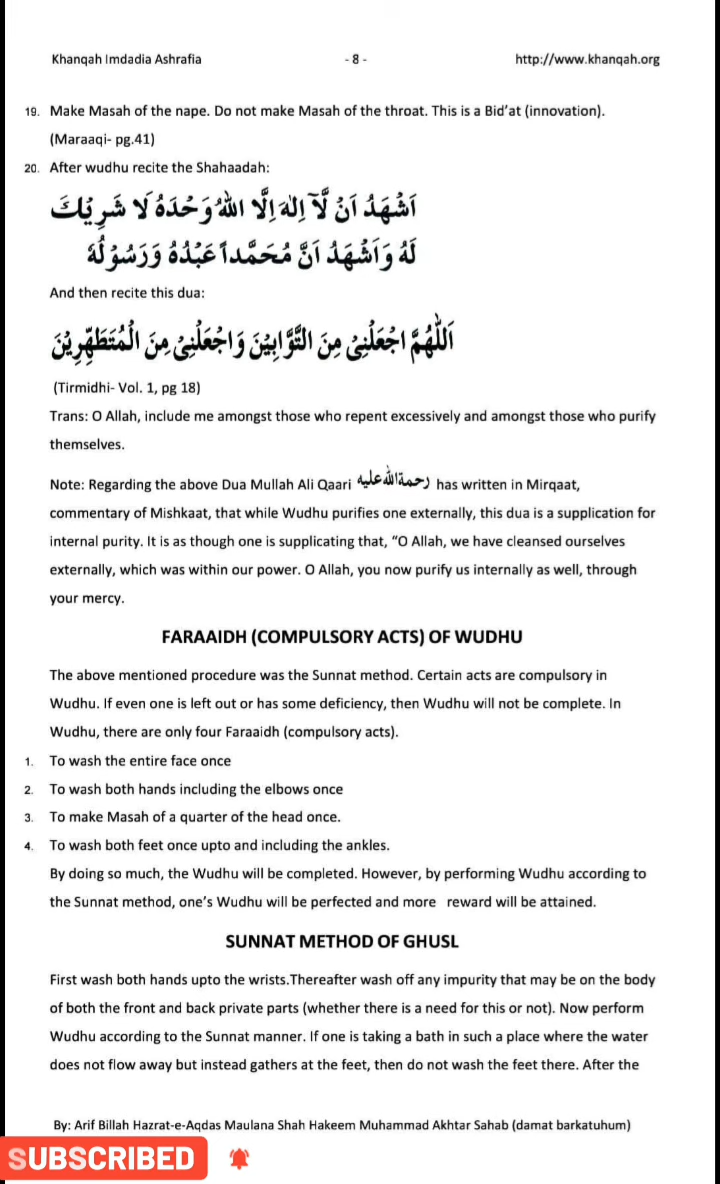 Khanqah Imdadia Ashrafia - 8 - http://www.khanqah.org
19. Make Masah of the nape. Do not make Masah of the throat. This is a Bid’at (innovation).
(Maraaqi- pg.41)
20. After wudhu recite the Shahaadah:
اَشْهَدُ اَنْ لَّآ اِلٰهَ اِلَّا اللّٰهُ وَحْدَهٗ لَا شَرِيْكَ
لَهٗ وَاَشْهَدُ اَنَّ مُحَمَّداً عَبْدُهٗ وَرَسُوْلُهٗ
And then recite this dua:
اَللّٰهُمَّ اجْعَلْنِىْ مِنَ التَّوَّابِيْنَ وَاجْعَلْنِىْ مِنَ الْمُتَطَهِّرِيْنَ
(Tirmidhi- Vol. 1, pg 18)
Trans: O Allah, include me amongst those who repent excessively and amongst those who purify
themselves.
Note: Regarding the above Dua Mullah Ali Qaari رحمة الله عليه has written in Mirqaat,
commentary of Mishkaat, that while Wudhu purifies one externally, this dua is a supplication for
internal purity. It is as though one is supplicating that, “O Allah, we have cleansed ourselves
externally, which was within our power. O Allah, you now purify us internally as well, through
your mercy.
FARAAIDH (COMPULSORY ACTS) OF WUDHU
The above mentioned procedure was the Sunnat method. Certain acts are compulsory in
Wudhu. If even one is left out or has some deficiency, then Wudhu will not be complete. In
Wudhu, there are only four Faraaidh (compulsory acts).
1. To wash the entire face once
2. To wash both hands including the elbows once
3. To make Masah of a quarter of the head once.
4. To wash both feet once upto and including the ankles.
By doing so much, the Wudhu will be completed. However, by performing Wudhu according to
the Sunnat method, one’s Wudhu will be perfected and more reward will be attained.
SUNNAT METHOD OF GHUSL
First wash both hands upto the wrists.Thereafter wash off any impurity that may be on the body
of both the front and back private parts (whether there is a need for this or not). Now perform
Wudhu according to the Sunnat manner. If one is taking a bath in such a place where the water
does not flow away but instead gathers at the feet, then do not wash the feet there. After the
By: Arif Billah Hazrat-e-Aqdas Maulana Shah Hakeem Muhammad Akhtar Sahab (damat barkatuhum)
SUBSCRIBED